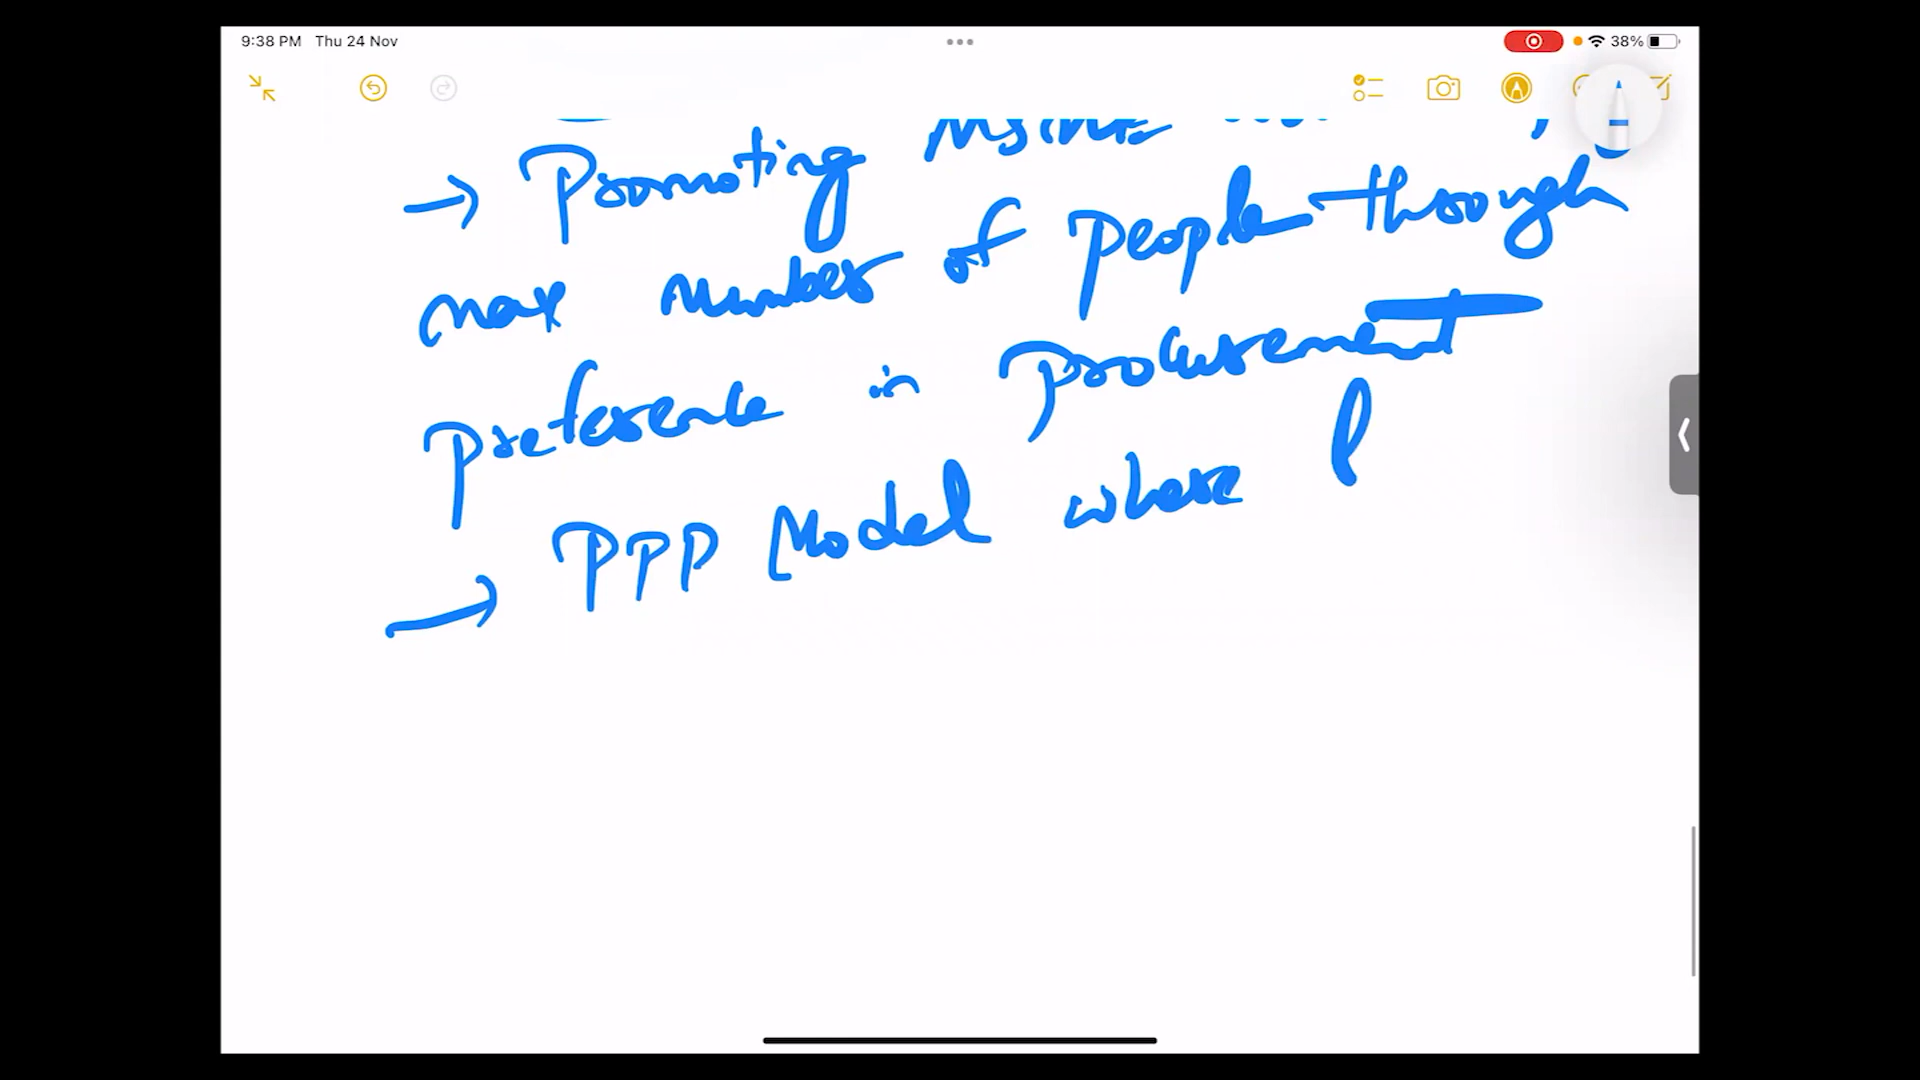 9:38 PM Thu 24 Nov
38%
→ Promoting MSMEs
max number of people through
preference in procurement
→ PPP Model where